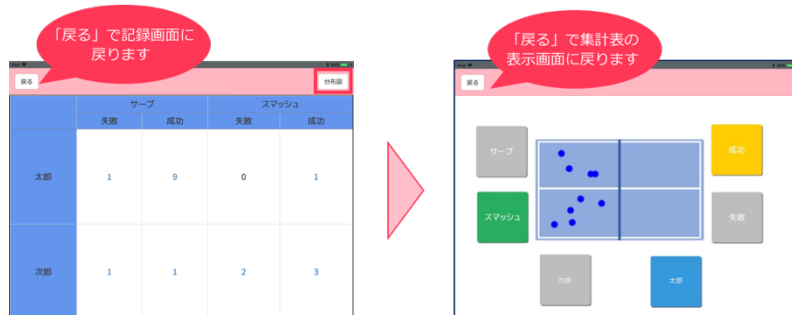 「戻る」で記録画面に
戻ります
「戻る」で集計表の
表示画面に戻ります
iPad
戻る
分布図
サーブ スマッシュ
失敗 成功 失敗 成功
太郎 1 9 0 1
次郎 1 1 2 3
戻る
サーブ
成功
スマッシュ
失敗
次郎
太郎